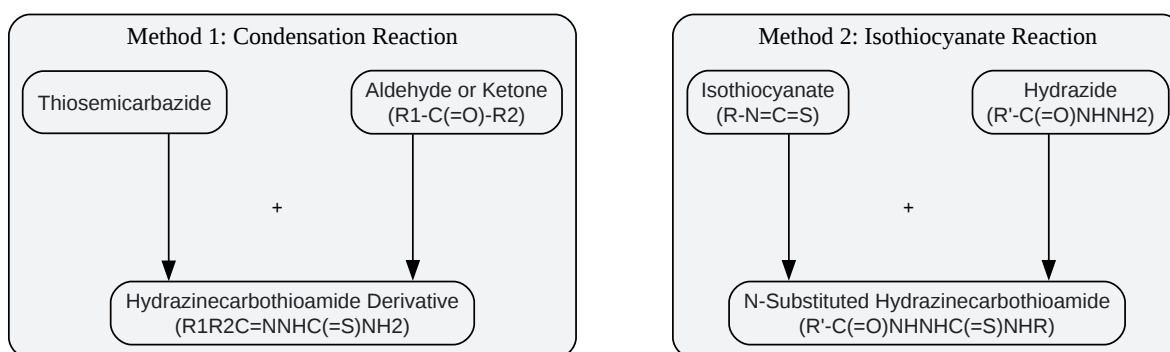 Method 1: Condensation Reaction
Thiosemicarbazide
Aldehyde or Ketone
(R1-C(=O)-R2)
+
Hydrazinecarbothioamide Derivative
(R1R2C=NNHC(=S)NH2)
Method 2: Isothiocyanate Reaction
Isothiocyanate
(R-N=C=S)
Hydrazide
(R'-C(=O)NHNH2)
+
N-Substituted Hydrazinecarbothioamide
(R'-C(=O)NHNHC(=S)NHR)